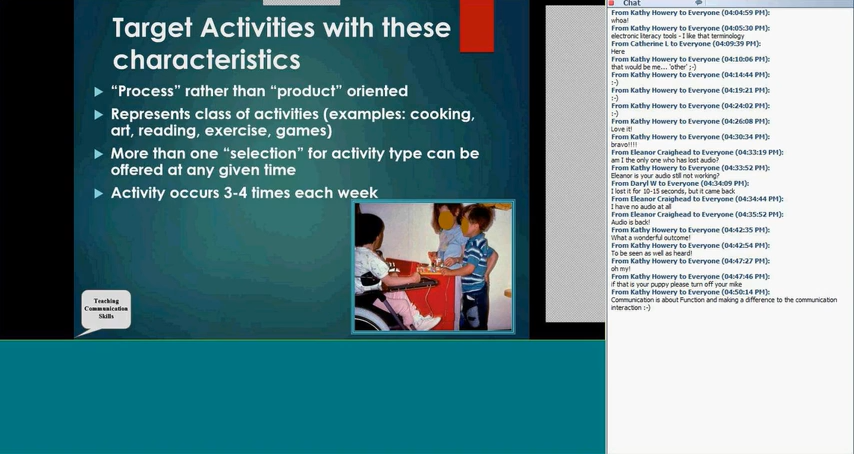 Target Activities with these
characteristics
"Process" rather than "product" oriented
Represents class of activities (examples: cooking,
art, reading, exercise, games)
More than one "selection" for activity type can be
offered at any given time
Activity occurs 3-4 times each week
Teaching
Communication
Skills
Chat
From Kathy Howery to Everyone (04:04:59 PM):
whoa!
From Kathy Howery to Everyone (04:05:30 PM):
electronic literacy tools - I like that terminology
From Catherine L to Everyone (04:09:39 PM):
Here
From Kathy Howery to Everyone (04:10:06 PM):
that would be me... 'other' ;-)
From Kathy Howery to Everyone (04:14:44 PM):
:-)
From Kathy Howery to Everyone (04:19:21 PM):
:-)
From Kathy Howery to Everyone (04:24:02 PM):
:-)
From Kathy Howery to Everyone (04:26:08 PM):
Love it!
From Kathy Howery to Everyone (04:30:34 PM):
bravo!!!!
From Eleanor Craighead to Everyone (04:33:19 PM):
am I the only one who has lost audio?
From Kathy Howery to Everyone (04:33:52 PM):
Eleanor is your audio still not working?
From Daryl W to Everyone (04:34:09 PM):
I lost it for 10-15 seconds, but it came back
From Eleanor Craighead to Everyone (04:34:44 PM):
I have no audio at all
From Eleanor Craighead to Everyone (04:35:52 PM):
Audio is back!
From Kathy Howery to Everyone (04:42:35 PM):
What a wonderful outcome!
From Kathy Howery to Everyone (04:42:54 PM):
To be seen as well as heard!
From Kathy Howery to Everyone (04:47:27 PM):
oh my!
From Kathy Howery to Everyone (04:47:46 PM):
if that is your puppy please turn off your mike
From Kathy Howery to Everyone (04:50:14 PM):
Communication is about Function and making a difference to the communication
interaction :-)